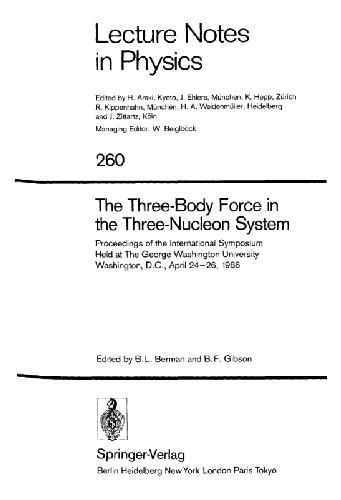 Lecture Notes
in Physics
Edited by H. Araki, Kyoto, J. Ehlers, München, K. Hepp, Zürich
R. Kippenhahn, München, H. A. Weidenmüller, Heidelberg
and J. Zittartz, Köln
Managing Editor: W. Beiglböck
260
The Three-Body Force in
the Three-Nucleon System
Proceedings of the International Symposium
Held at The George Washington University
Washington, D.C., April 24–26, 1986
Edited by B. L. Berman and B. F. Gibson
Springer-Verlag
Berlin Heidelberg New York London Paris Tokyo